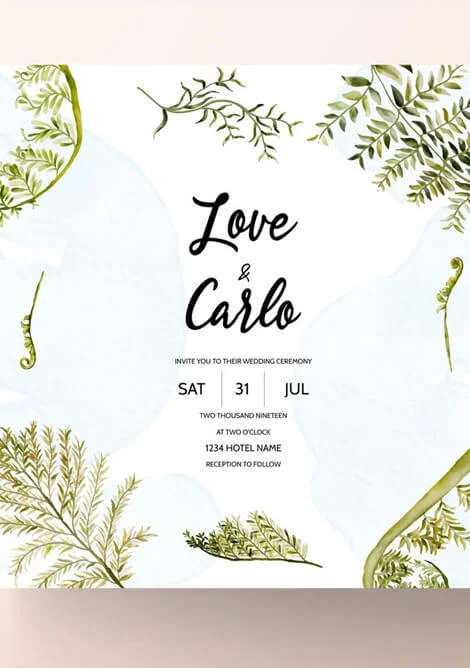 Love
&
Carlo
INVITE YOU TO THEIR WEDDING CEREMONY
SAT 31 JUL
TWO THOUSAND NINETEEN
AT TWO O'CLOCK
1234 HOTEL NAME
RECEPTION TO FOLLOW